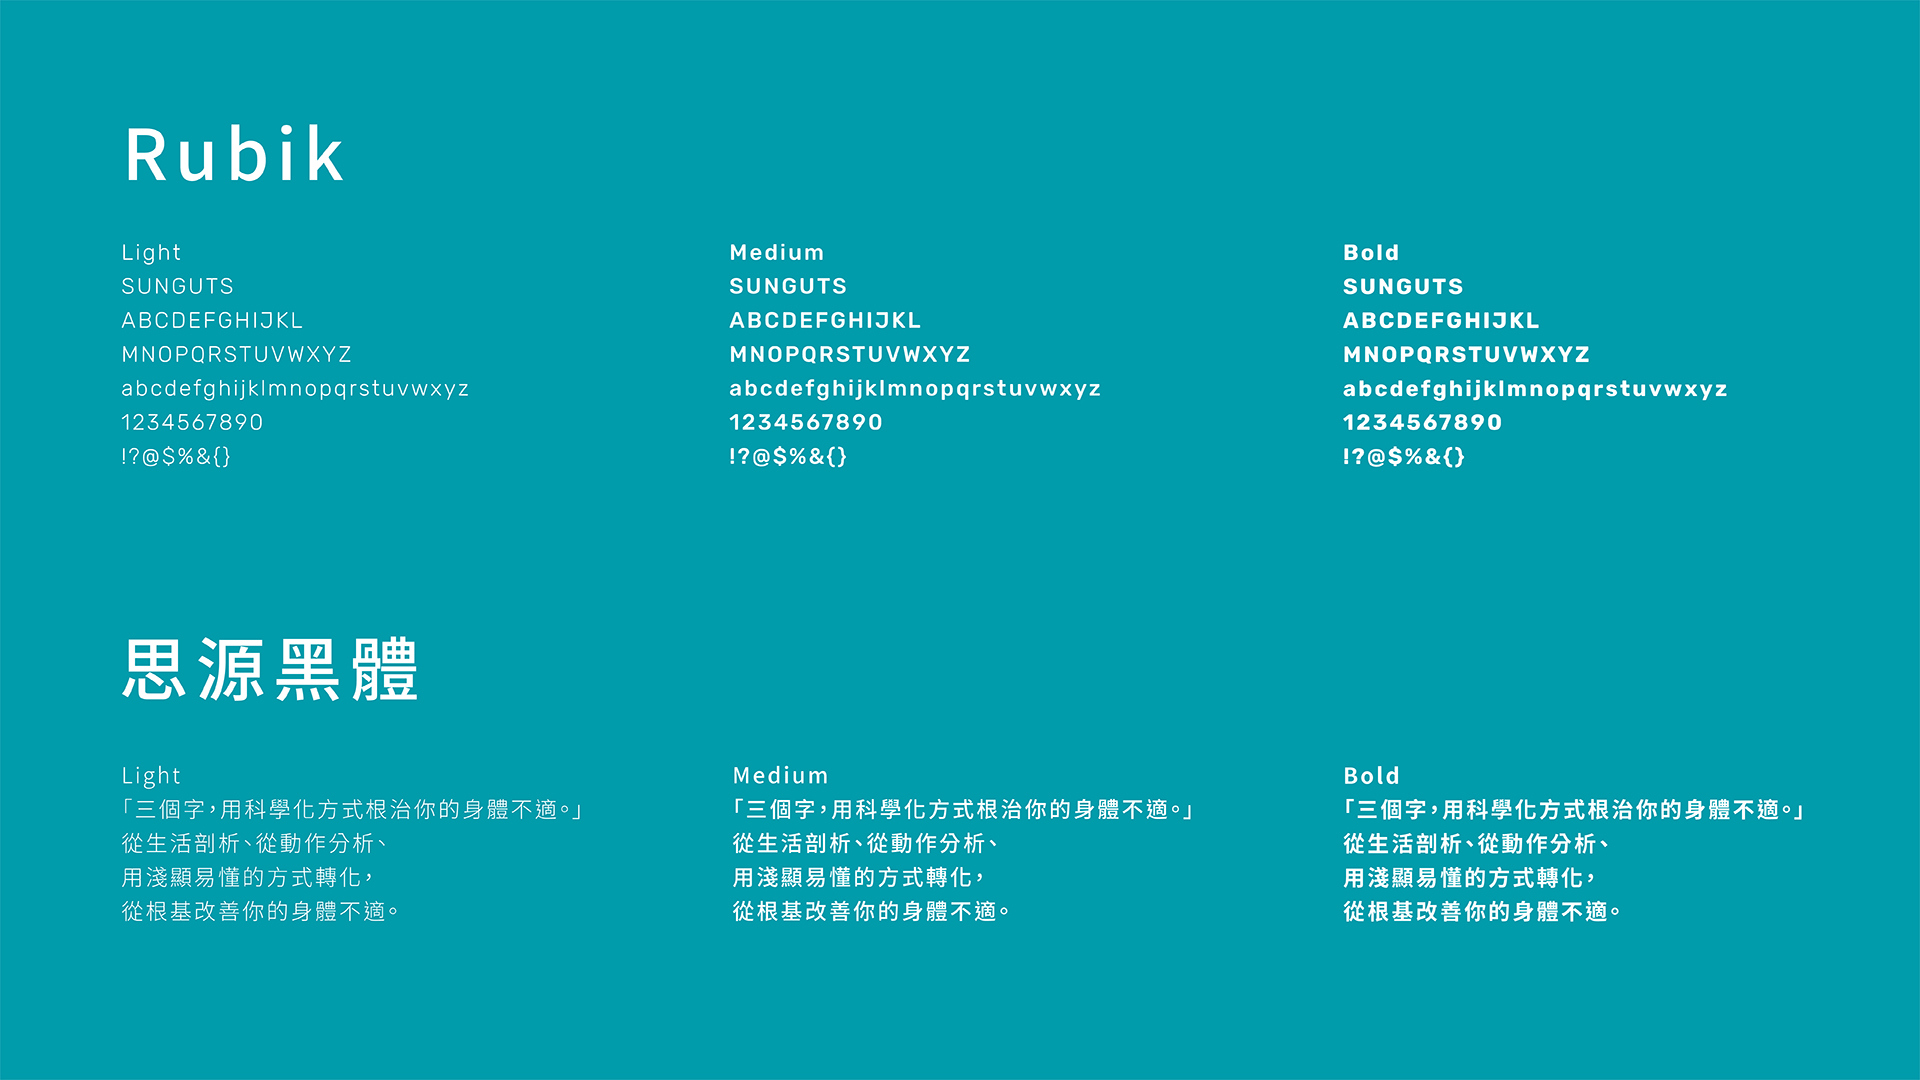 Rubik
Light
SUNGUTS
ABCDEFGHIJKL
MNOPQRSTUVWXYZ
abcdefghijklmnopqrstuvwxyz
1234567890
!?@$%&{}
Medium
SUNGUTS
ABCDEFGHIJKL
MNOPQRSTUVWXYZ
abcdefghijklmnopqrstuvwxyz
1234567890
!?@$%&{}
Bold
SUNGUTS
ABCDEFGHIJKL
MNOPQRSTUVWXYZ
abcdefghijklmnopqrstuvwxyz
1234567890
!?@$%&{}
思源黑體
Light
「三個字，用科學化方式根治你的身體不適。」
從生活剖析、從動作分析、
用淺顯易懂的方式轉化，
從根基改善你的身體不適。
Medium
「三個字，用科學化方式根治你的身體不適。」
從生活剖析、從動作分析、
用淺顯易懂的方式轉化，
從根基改善你的身體不適。
Bold
「三個字，用科學化方式根治你的身體不適。」
從生活剖析、從動作分析、
用淺顯易懂的方式轉化，
從根基改善你的身體不適。